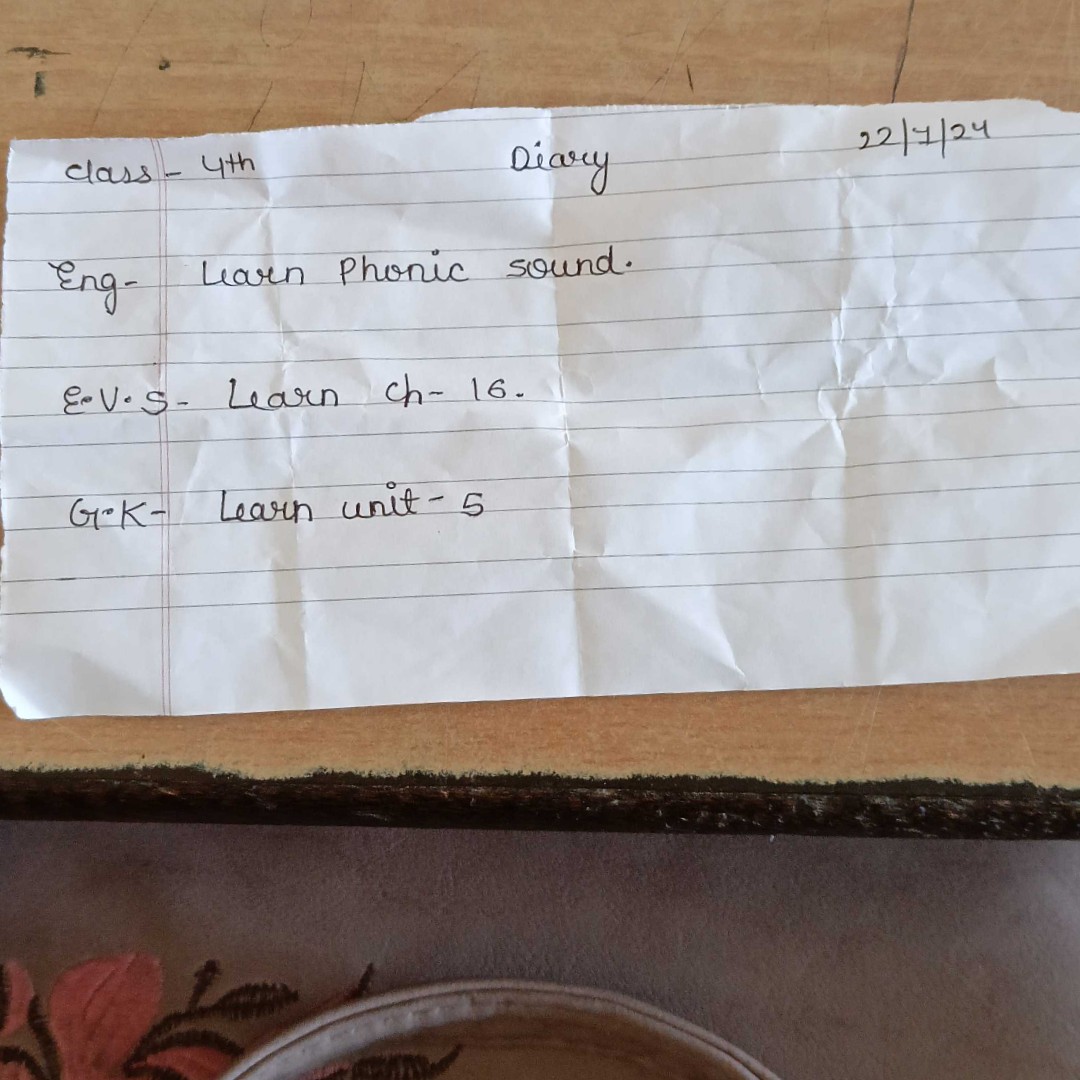 Class - 4th Diary 22/7/24
Eng- Learn Phonic sound.
E.V.S- Learn Ch- 16.
G.K- Learn unit- 5